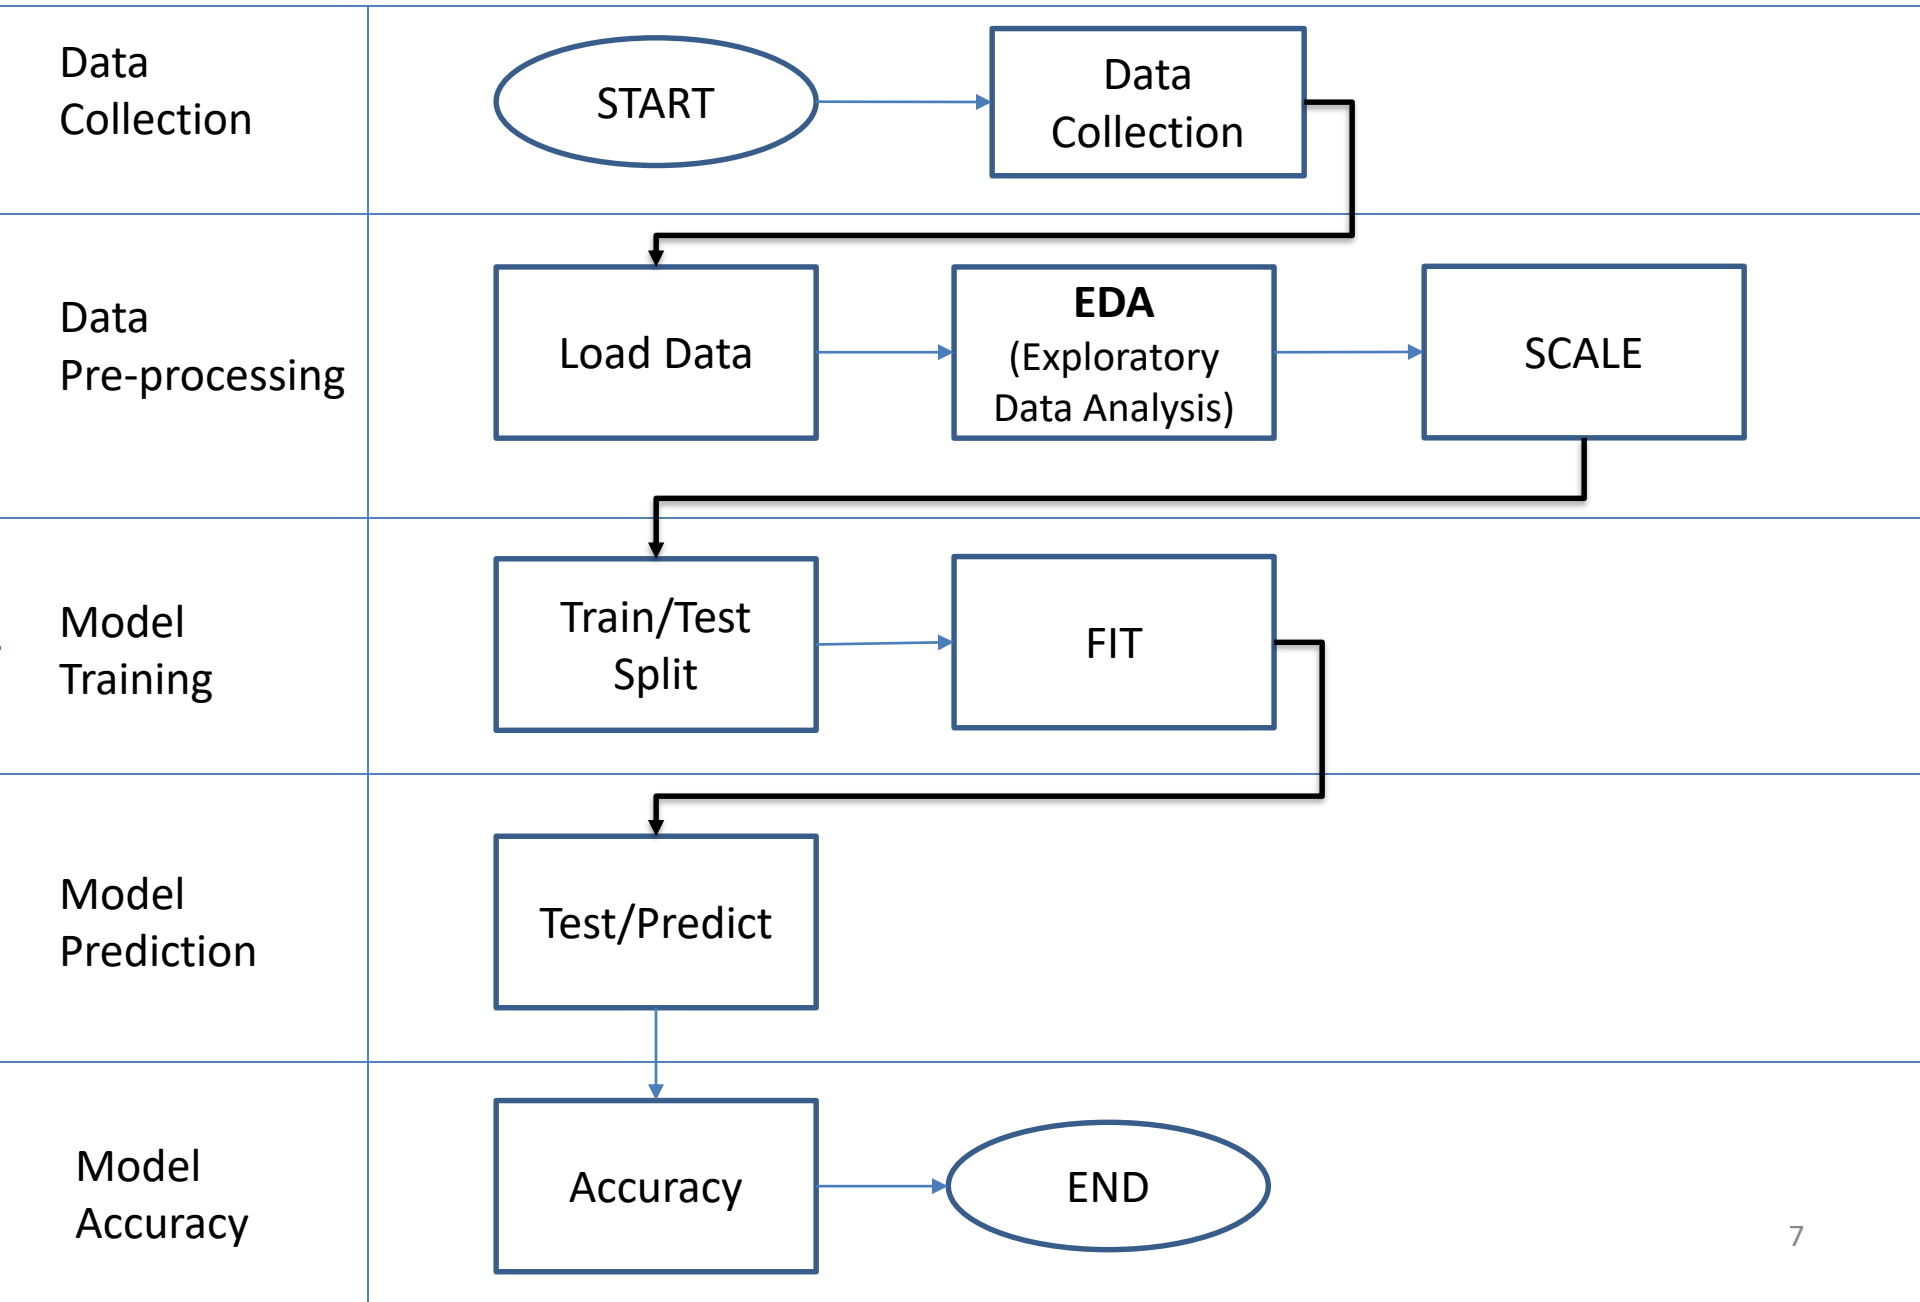 Data
Collection
START
Data
Collection
Data
Pre-processing
Load Data
EDA
(Exploratory
Data Analysis)
SCALE
Model
Training
Train/Test
Split
FIT
Model
Prediction
Test/Predict
Model
Accuracy
Accuracy
END
7